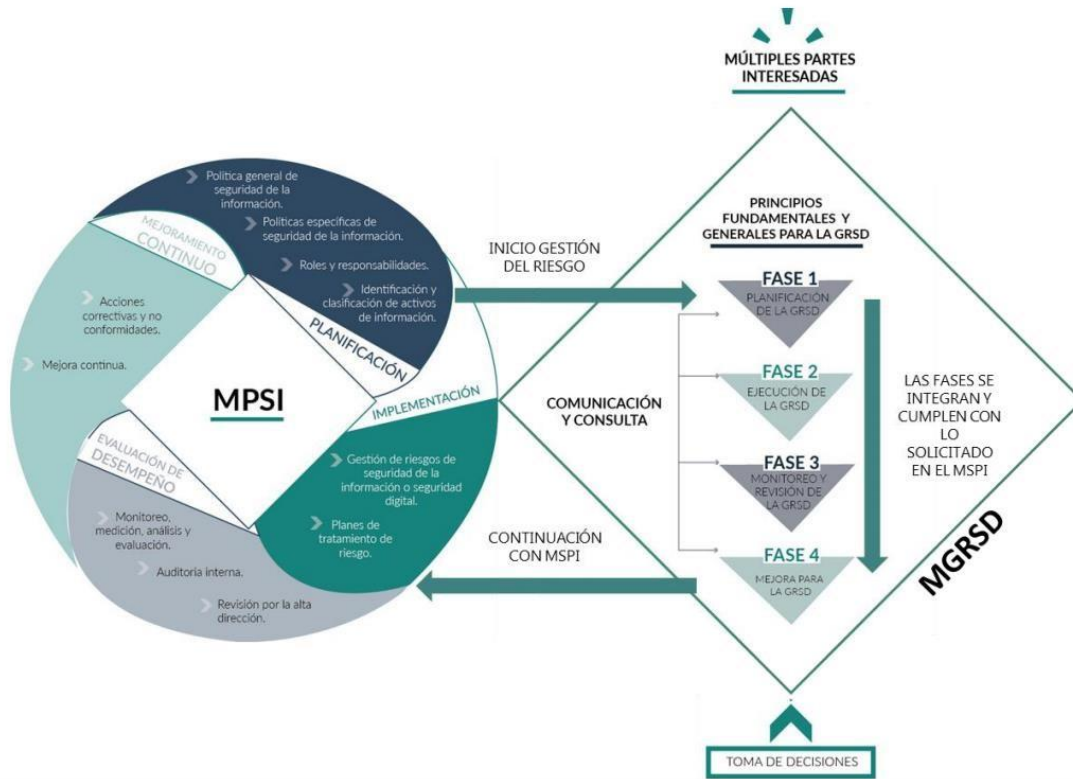 MÚLTIPLES PARTES
INTERESADAS
Política general de
seguridad de la
información.
Políticas específicas de
seguridad de la información.
Roles y responsabilidades.
Identificación y
clasificación de activos
de información.
PLANIFICACIÓN
MEJORAMIENTO
CONTINUO
Acciones
correctivas y no
conformidades.
Mejora continua.
MPSI
IMPLEMENTACIÓN
Gestión de riesgos de
seguridad de la
información o seguridad
digital.
Planes de
tratamiento de
riesgo.
EVALUACIÓN DE
DESEMPEÑO
Monitoreo,
medición, análisis y
evaluación.
Auditoria interna.
Revisión por la alta
dirección.
INICIO GESTIÓN
DEL RIESGO
CONTINUACIÓN
CON MSPI
COMUNICACIÓN
Y CONSULTA
PRINCIPIOS
FUNDAMENTALES Y
GENERALES PARA LA GRSD
FASE 1
PLANIFICACIÓN
DE LA GRSD
FASE 2
EJECUCIÓN DE
LA GRSD
FASE 3
MONITOREO Y
REVISIÓN DE
LA GRSD
FASE 4
MEJORA PARA
LA GRSD
LAS FASES SE
INTEGRAN Y
CUMPLEN CON
LO
SOLICITADO
EN EL MSPI
MGRSD
TOMA DE DECISIONES